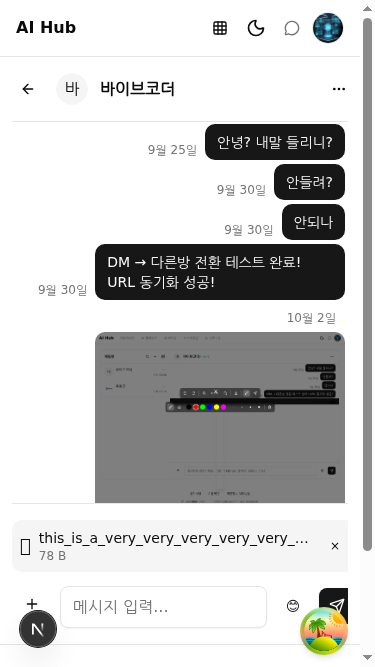 AI Hub
바
바이브코더
9월 25일
안녕? 내말 들리니?
9월 30일
안들려?
9월 30일
안되나
DM → 다른방 전환 테스트 완료!
URL 동기화 성공!
9월 30일
10월 2일
AI Hub
this_is_a_very_very_very_very_very_...
78 B
×
메시지 입력...
N